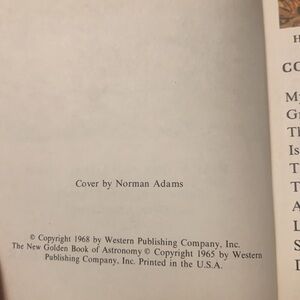 Cover by Norman Adams
© Copyright 1968 by Western Publishing Company, Inc.
The New Golden Book of Astronomy © Copyright 1965 by Western
Publishing Company, Inc. Printed in the U.S.A.
H
CO